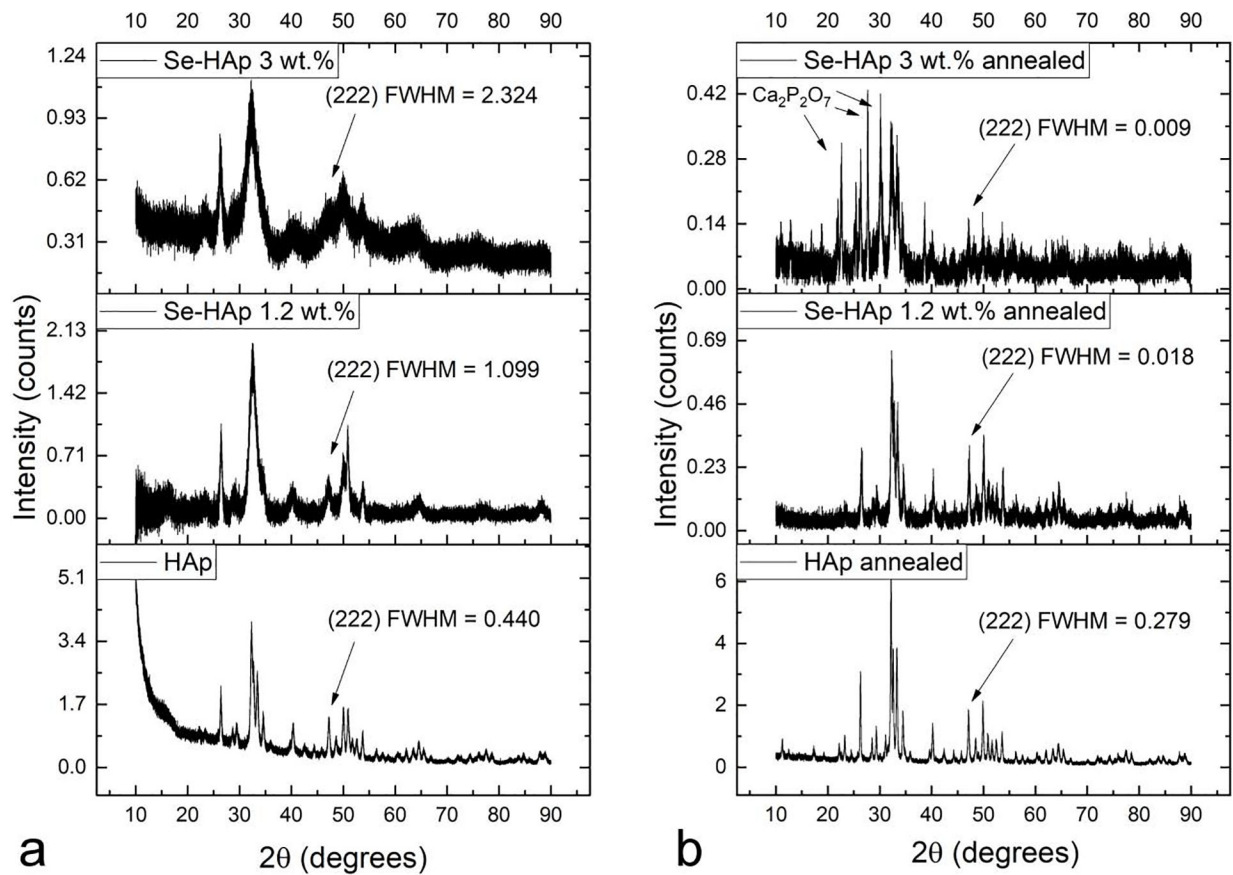 10 20 30 40 50 60 70 80 90
Se-HAp 3 wt.%
(222) FWHM = 2.324
1.24
0.93
0.62
0.31
Se-HAp 1.2 wt.%
(222) FWHM = 1.099
2.13
1.42
0.71
0.00
HAp
(222) FWHM = 0.440
5.1
3.4
1.7
0.0
Intensity (counts)
10 20 30 40 50 60 70 80 90
2θ (degrees)
a
10 20 30 40 50 60 70 80 90
Se-HAp 3 wt.% annealed
Ca₂P₂O₇
(222) FWHM = 0.009
0.42
0.28
0.14
0.00
Se-HAp 1.2 wt.% annealed
(222) FWHM = 0.018
0.69
0.46
0.23
0.00
HAp annealed
(222) FWHM = 0.279
6
4
2
0
Intensity (counts)
10 20 30 40 50 60 70 80 90
2θ (degrees)
b